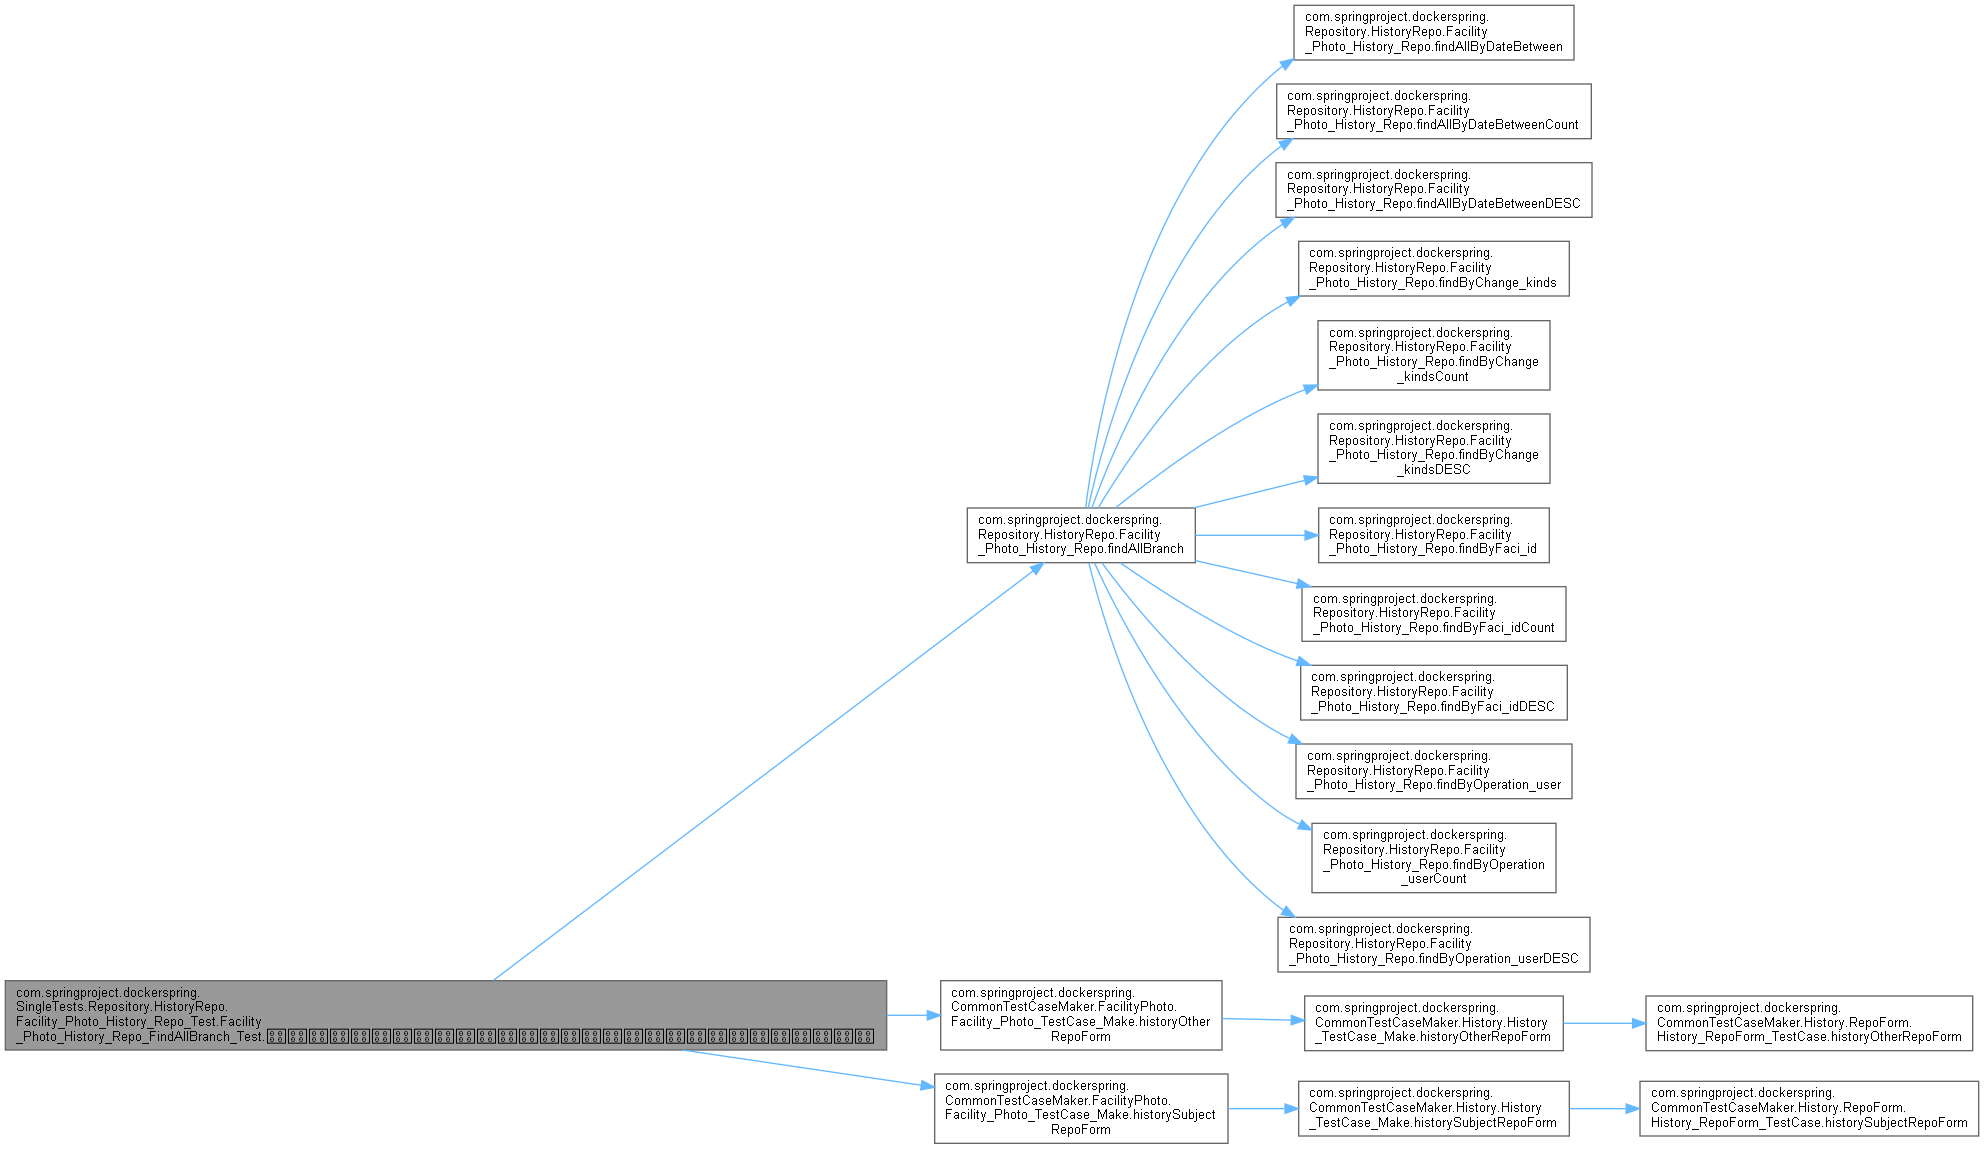 com.springproject.dockerspring.
Repository.HistoryRepo.Facility
_Photo_History_Repo.findAllByDateBetween
com.springproject.dockerspring.
Repository.HistoryRepo.Facility
_Photo_History_Repo.findAllByDateBetweenCount
com.springproject.dockerspring.
Repository.HistoryRepo.Facility
_Photo_History_Repo.findAllByDateBetweenDESC
com.springproject.dockerspring.
Repository.HistoryRepo.Facility
_Photo_History_Repo.findByChange_kinds
com.springproject.dockerspring.
Repository.HistoryRepo.Facility
_Photo_History_Repo.findByChange
_kindsCount
com.springproject.dockerspring.
Repository.HistoryRepo.Facility
_Photo_History_Repo.findByChange
_kindsDESC
com.springproject.dockerspring.
Repository.HistoryRepo.Facility
_Photo_History_Repo.findAllBranch
com.springproject.dockerspring.
Repository.HistoryRepo.Facility
_Photo_History_Repo.findByFaci_id
com.springproject.dockerspring.
Repository.HistoryRepo.Facility
_Photo_History_Repo.findByFaci_idCount
com.springproject.dockerspring.
Repository.HistoryRepo.Facility
_Photo_History_Repo.findByFaci_idDESC
com.springproject.dockerspring.
Repository.HistoryRepo.Facility
_Photo_History_Repo.findByOperation_user
com.springproject.dockerspring.
Repository.HistoryRepo.Facility
_Photo_History_Repo.findByOperation
_userCount
com.springproject.dockerspring.
Repository.HistoryRepo.Facility
_Photo_History_Repo.findByOperation_userDESC
com.springproject.dockerspring.
SingleTests.Repository.HistoryRepo.
Facility_Photo_History_Repo_Test.Facility
_Photo_History_Repo_FindAllBranch_Test.
com.springproject.dockerspring.
CommonTestCaseMaker.FacilityPhoto.
Facility_Photo_TestCase_Make.historyOther
RepoForm
com.springproject.dockerspring.
CommonTestCaseMaker.History.History
_TestCase_Make.historyOtherRepoForm
com.springproject.dockerspring.
CommonTestCaseMaker.History.RepoForm.
History_RepoForm_TestCase.historyOtherRepoForm
com.springproject.dockerspring.
CommonTestCaseMaker.FacilityPhoto.
Facility_Photo_TestCase_Make.historySubject
RepoForm
com.springproject.dockerspring.
CommonTestCaseMaker.History.History
_TestCase_Make.historySubjectRepoForm
com.springproject.dockerspring.
CommonTestCaseMaker.History.RepoForm.
History_RepoForm_TestCase.historySubjectRepoForm